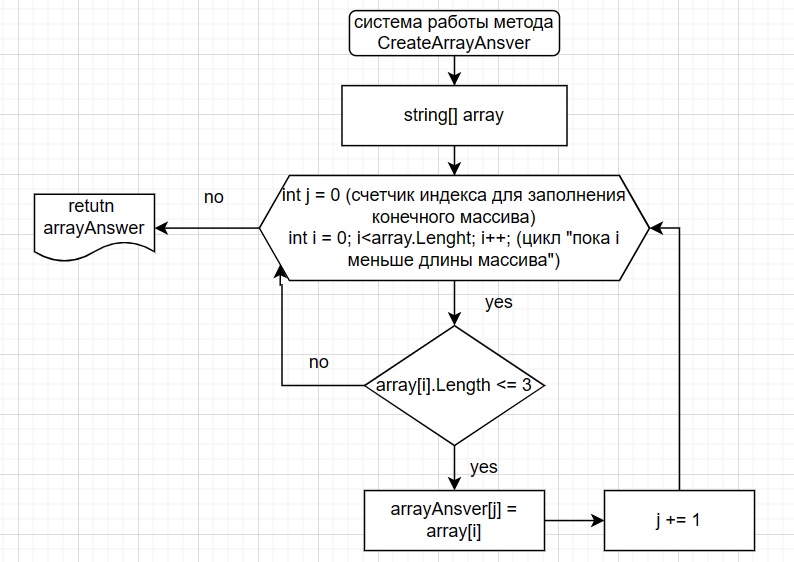 система работы метода
CreateArrayAnsver
string[] array
int j = 0 (счетчик индекса для заполнения
конечного массива)
int i = 0; i<array.Lenght; i++; (цикл "пока i
меньше длины массива")
no
retutn
arrayAnswer
yes
no
array[i].Length <= 3
yes
arrayAnsver[j] =
array[i]
j += 1